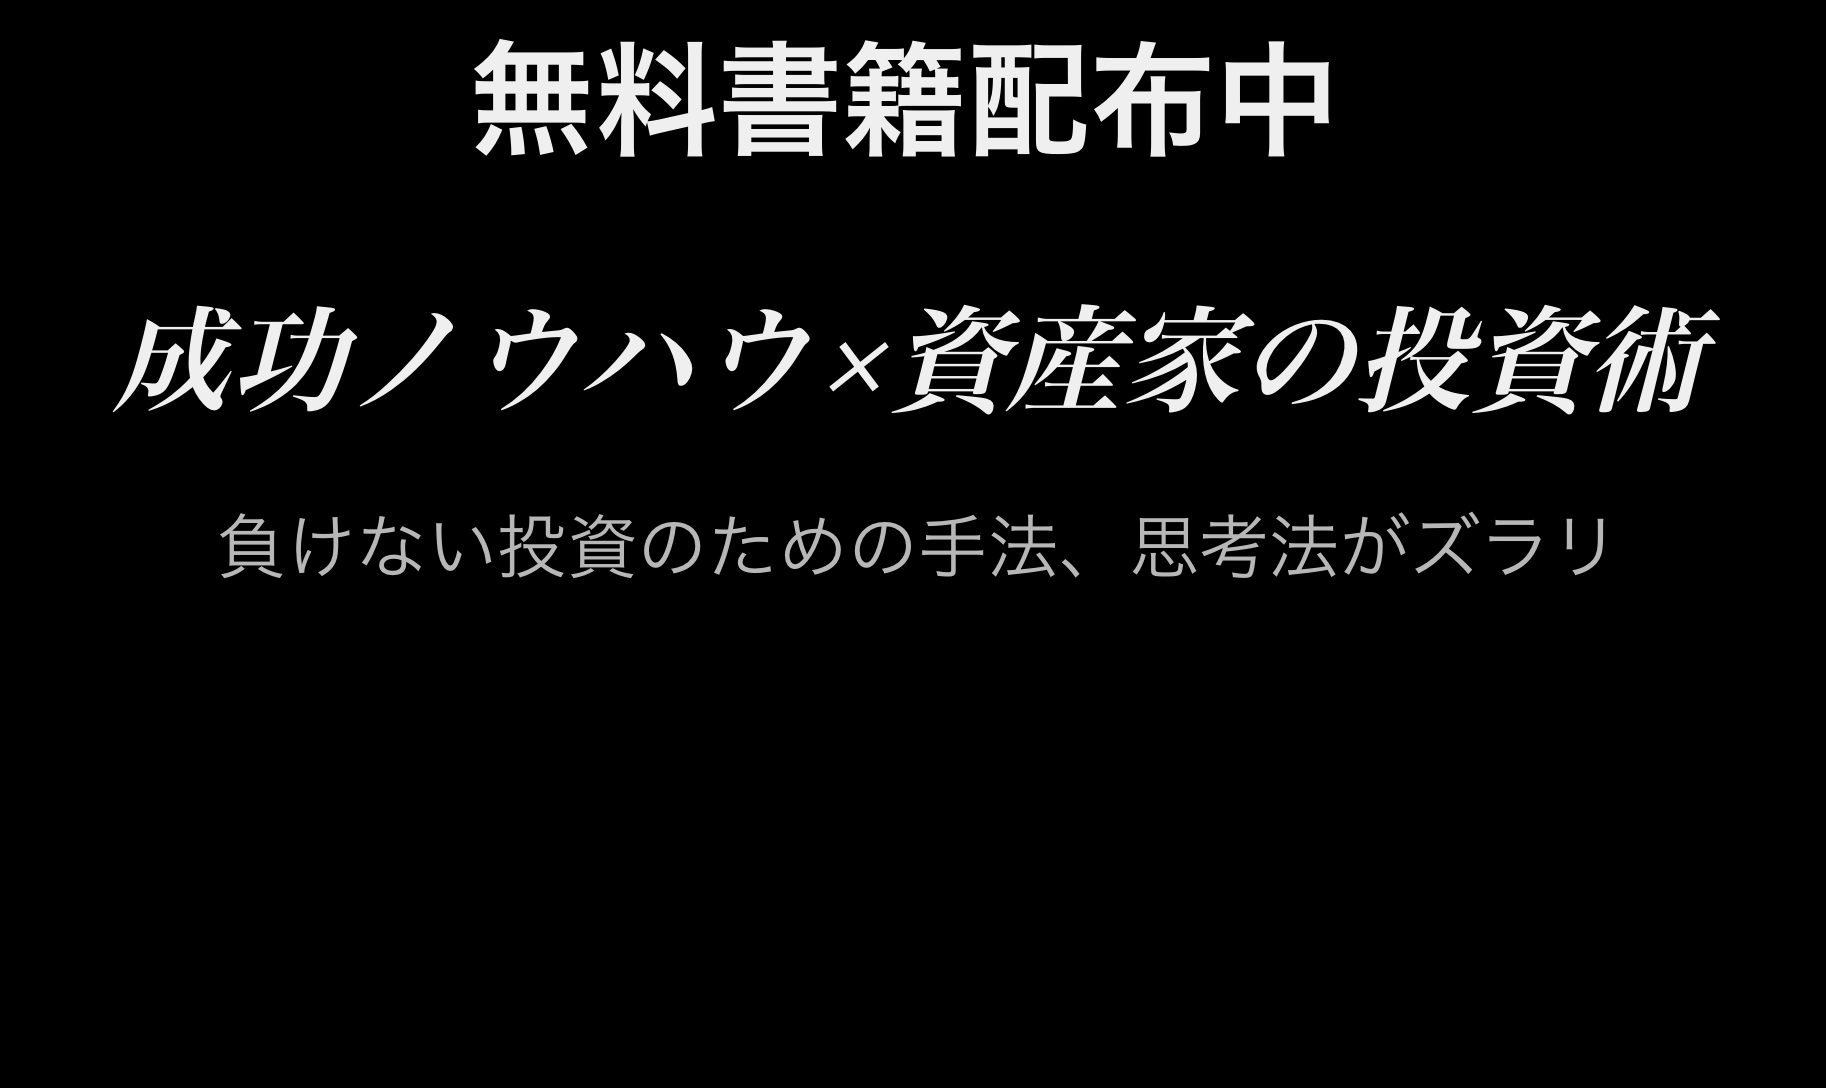 無料書籍配布中
成功ノウハウ×資産家の投資術
負けない投資のための手法、思考法がズラリ